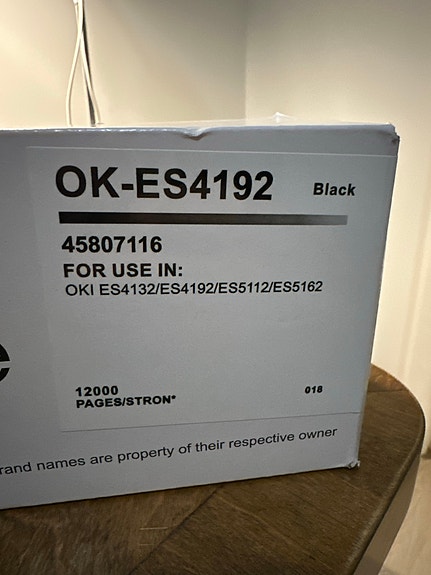 OK-ES4192 Black
45807116
FOR USE IN:
OKI ES4132/ES4192/ES5112/ES5162
12000
PAGES/STRON* 018
names are property of their respective owner